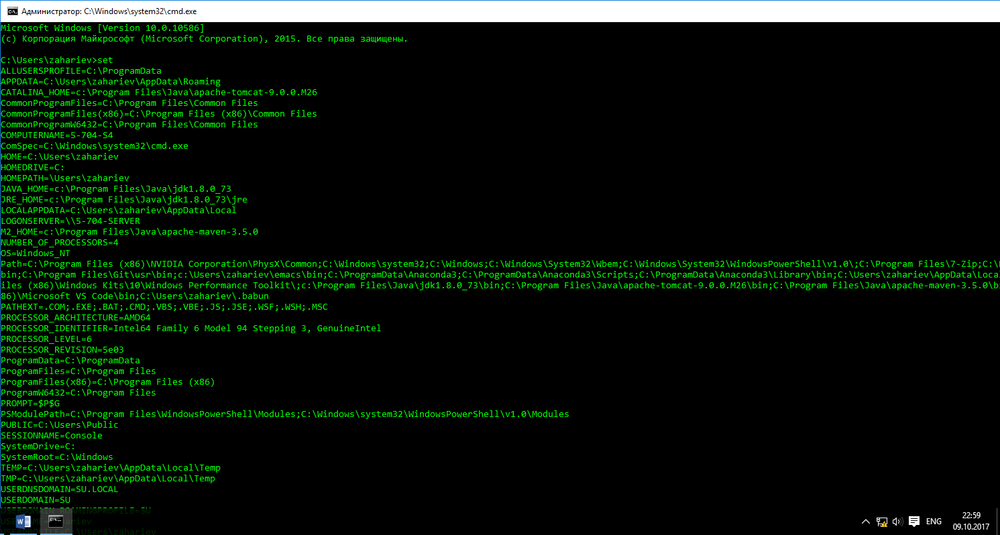 Администратор: C:\Windows\system32\cmd.exe
Microsoft Windows [Version 10.0.10586]
(c) Корпорация Майкрософт (Microsoft Corporation), 2015. Все права защищены.
C:\Users\zahariev>set
ALLUSERSPROFILE=C:\ProgramData
APPDATA=C:\Users\zahariev\AppData\Roaming
CATALINA_HOME=c:\Program Files\Java\apache-tomcat-9.0.0.M26
CommonProgramFiles=C:\Program Files\Common Files
CommonProgramFiles(x86)=C:\Program Files (x86)\Common Files
CommonProgramW6432=C:\Program Files\Common Files
COMPUTERNAME=5-704-S4
ComSpec=C:\Windows\system32\cmd.exe
HOME=C:\Users\zahariev
HOMEDRIVE=C:
HOMEPATH=\Users\zahariev
JAVA_HOME=c:\Program Files\Java\jdk1.8.0_73
JRE_HOME=c:\Program Files\Java\jdk1.8.0_73\jre
LOCALAPPDATA=C:\Users\zahariev\AppData\Local
LOGONSERVER=\\5-704-SERVER
M2_HOME=c:\Program Files\Java\apache-maven-3.5.0
NUMBER_OF_PROCESSORS=4
OS=Windows_NT
Path=C:\Program Files (x86)\NVIDIA Corporation\PhysX\Common;C:\Windows\system32;C:\Windows;C:\Windows\System32\Wbem;C:\Windows\System32\WindowsPowerShell\v1.0\;C:\Program Files\7-Zip;C:\
bin;C:\Program Files\Git\usr\bin;c:\Users\zahariev\emacs\bin;C:\ProgramData\Anaconda3;C:\ProgramData\Anaconda3\Scripts;C:\ProgramData\Anaconda3\Library\bin;C:\Users\zahariev\AppData\Loca
iles (x86)\Windows Kits\10\Windows Performance Toolkit\;c:\Program Files\Java\jdk1.8.0_73\bin;C:\Program Files\Java\apache-tomcat-9.0.0.M26\bin;C:\Program Files\Java\apache-maven-3.5.0\bi
86)\Microsoft VS Code\bin;C:\Users\zahariev\.babun
PATHEXT=.COM;.EXE;.BAT;.CMD;.VBS;.VBE;.JS;.JSE;.WSF;.WSH;.MSC
PROCESSOR_ARCHITECTURE=AMD64
PROCESSOR_IDENTIFIER=Intel64 Family 6 Model 94 Stepping 3, GenuineIntel
PROCESSOR_LEVEL=6
PROCESSOR_REVISION=5e03
ProgramData=C:\ProgramData
ProgramFiles=C:\Program Files
ProgramFiles(x86)=C:\Program Files (x86)
ProgramW6432=C:\Program Files
PROMPT=$P$G
PSModulePath=C:\Program Files\WindowsPowerShell\Modules;C:\Windows\system32\WindowsPowerShell\v1.0\Modules
PUBLIC=C:\Users\Public
SESSIONNAME=Console
SystemDrive=C:
SystemRoot=C:\Windows
TEMP=C:\Users\zahariev\AppData\Local\Temp
TMP=C:\Users\zahariev\AppData\Local\Temp
USERDNSDOMAIN=SU.LOCAL
USERDOMAIN=SU
USERDOMAIN_ROAMINGPROFILE=SU
ENG
22:59
09.10.2017